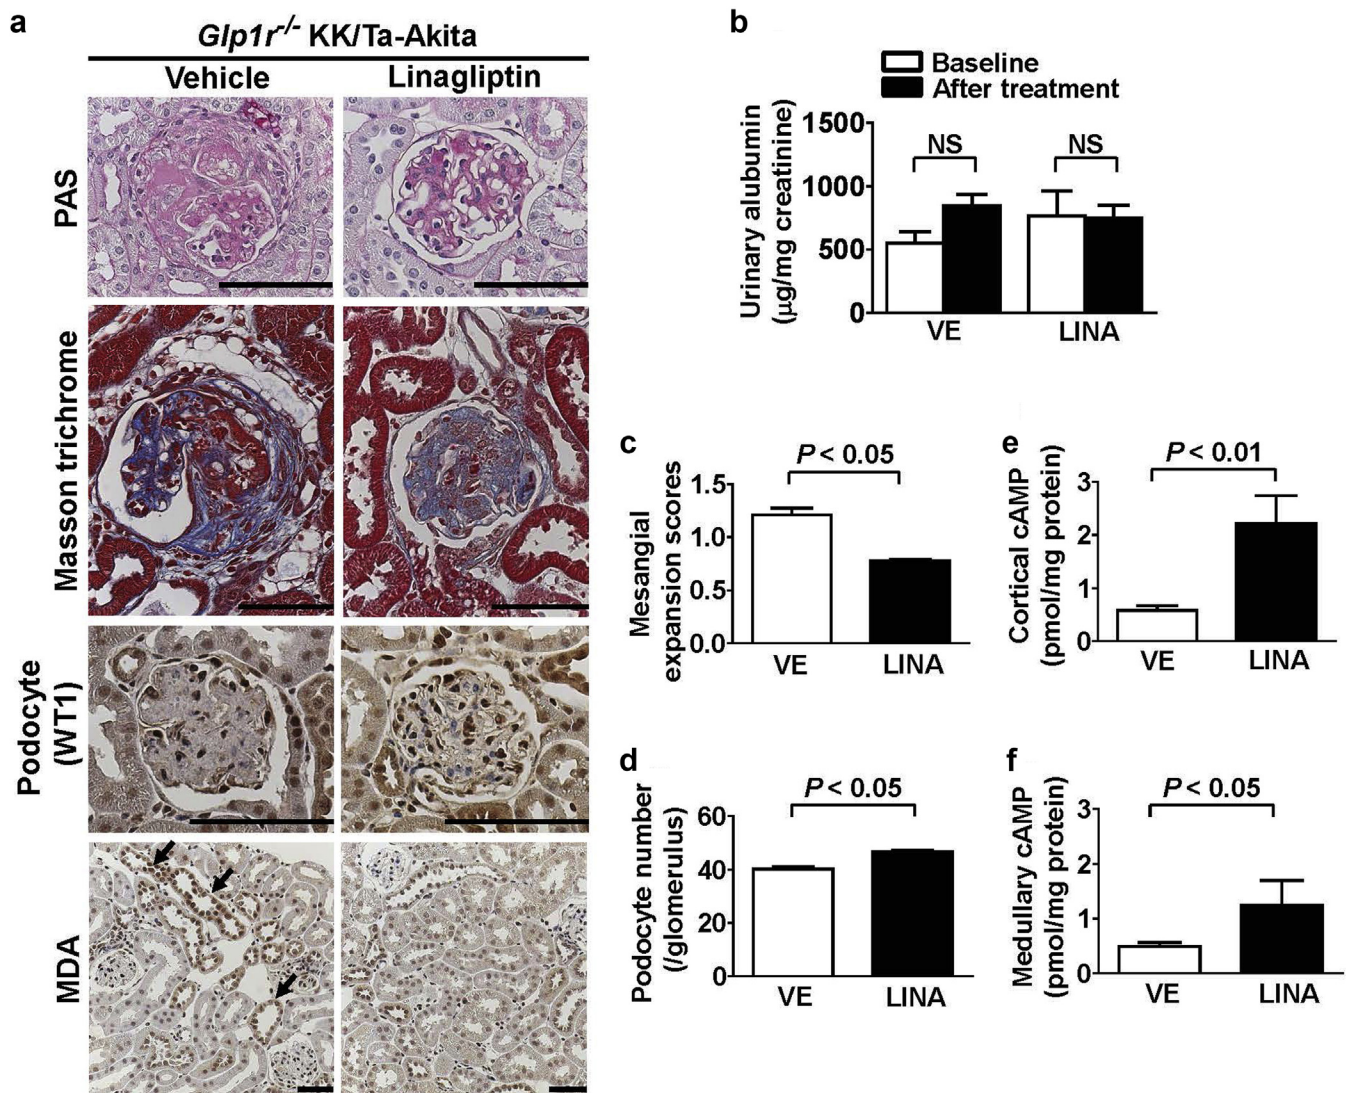 a
Glp1r-/- KK/Ta-Akita
Vehicle
Linagliptin
PAS
Masson trichrome
Podocyte
(WT1)
MDA
b
Baseline
After treatment
Urinary alubumin
(μg/mg creatinine)
1500
1000
500
0
NS
NS
VE
LINA
c
P < 0.05
Mesangial
expansion scores
1.5
1.0
0.5
0.0
VE
LINA
e
P < 0.01
Cortical cAMP
(pmol/mg protein)
3
2
1
0
VE
LINA
d
P < 0.05
Podocyte number
(/glomerulus)
60
40
20
0
VE
LINA
f
P < 0.05
Medullary cAMP
(pmol/mg protein)
3
2
1
0
VE
LINA